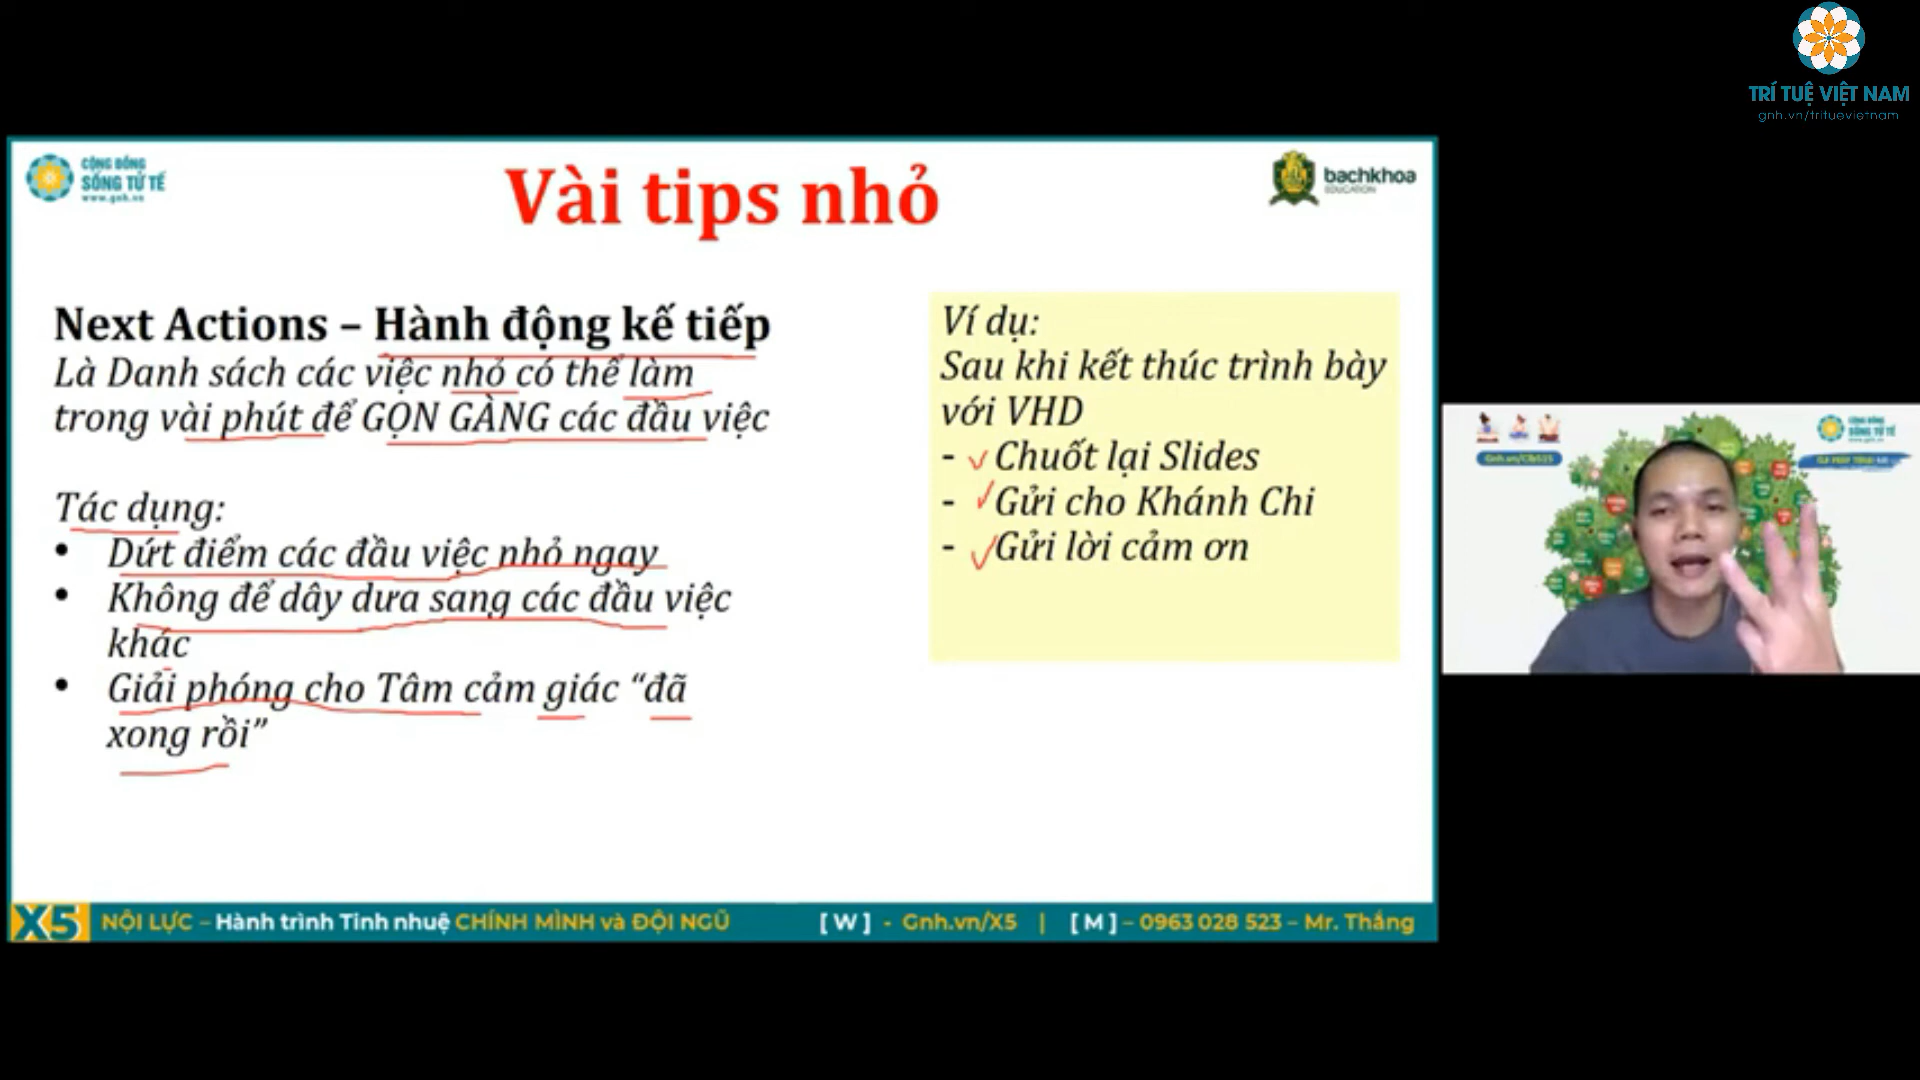 TRÍ TUỆ VIỆT NAM
gnh.vn/trituevietnam
CỘNG ĐỒNG
SỐNG TỬ TẾ
www.gnh.vn
Vài tips nhỏ
bachkhoa
EDUCATION
Next Actions – Hành động kế tiếp
Là Danh sách các việc nhỏ có thể làm
trong vài phút để GỌN GÀNG các đầu việc
Tác dụng:
• Dứt điểm các đầu việc nhỏ ngay
• Không để dây dưa sang các đầu việc
khác
• Giải phóng cho Tâm cảm giác “đã
xong rồi”
Ví dụ:
Sau khi kết thúc trình bày
với VHD
- Chuốt lại Slides
- Gửi cho Khánh Chi
- Gửi lời cảm ơn
CỘNG ĐỒNG
SỐNG TỬ TẾ
X5 NỘI LỰC – Hành trình Tinh nhuệ CHÍNH MÌNH và ĐỘI NGŨ
[ W ] - Gnh.vn/X5 | [ M ] – 0963 028 523 – Mr. Thắng